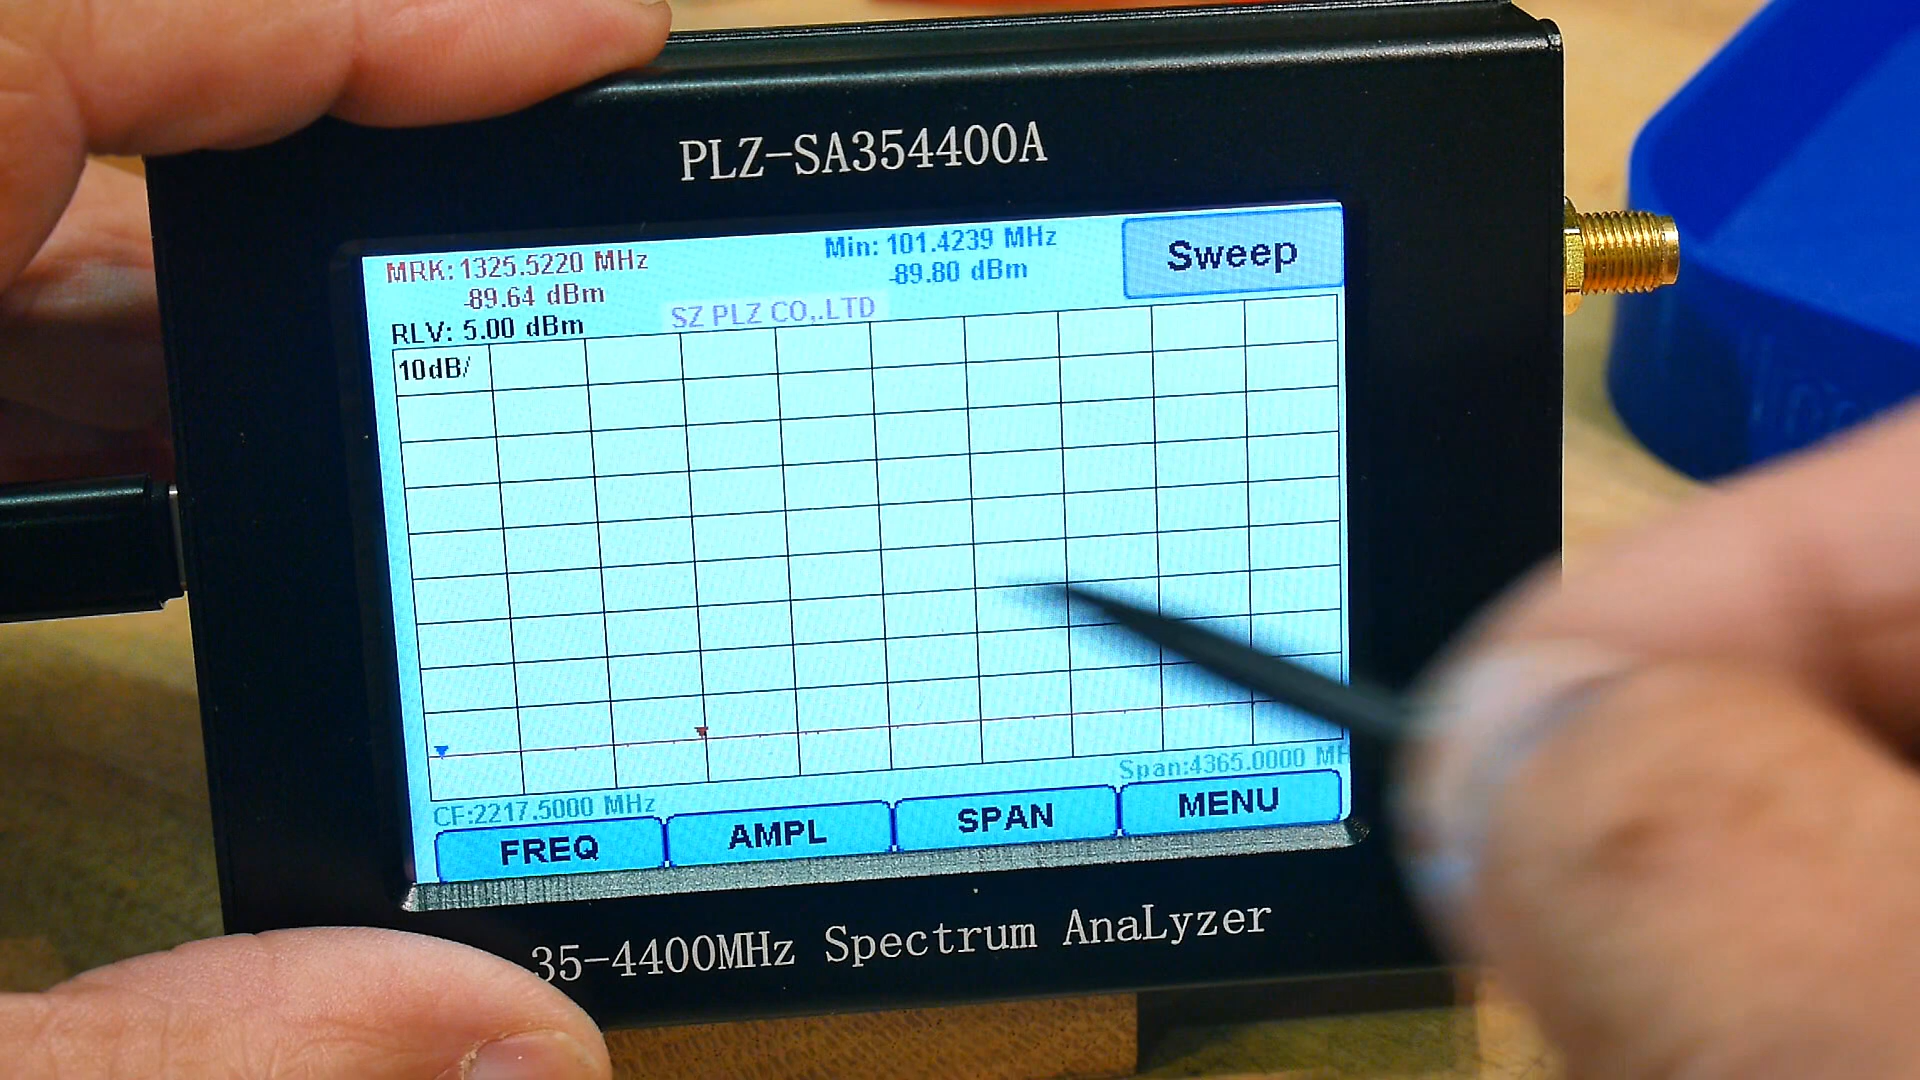 PLZ-SA354400A
MRK: 1325.5220 MHz
-89.64 dBm
Min: 101.4239 MHz
-89.80 dBm
Sweep
RLV: 5.00 dBm
SZ PLZ CO,.LTD
10dB/
CF:2217.5000 MHz
Span:4365.0000 MH
FREQ
AMPL
SPAN
MENU
35-4400MHz Spectrum AnaLyzer